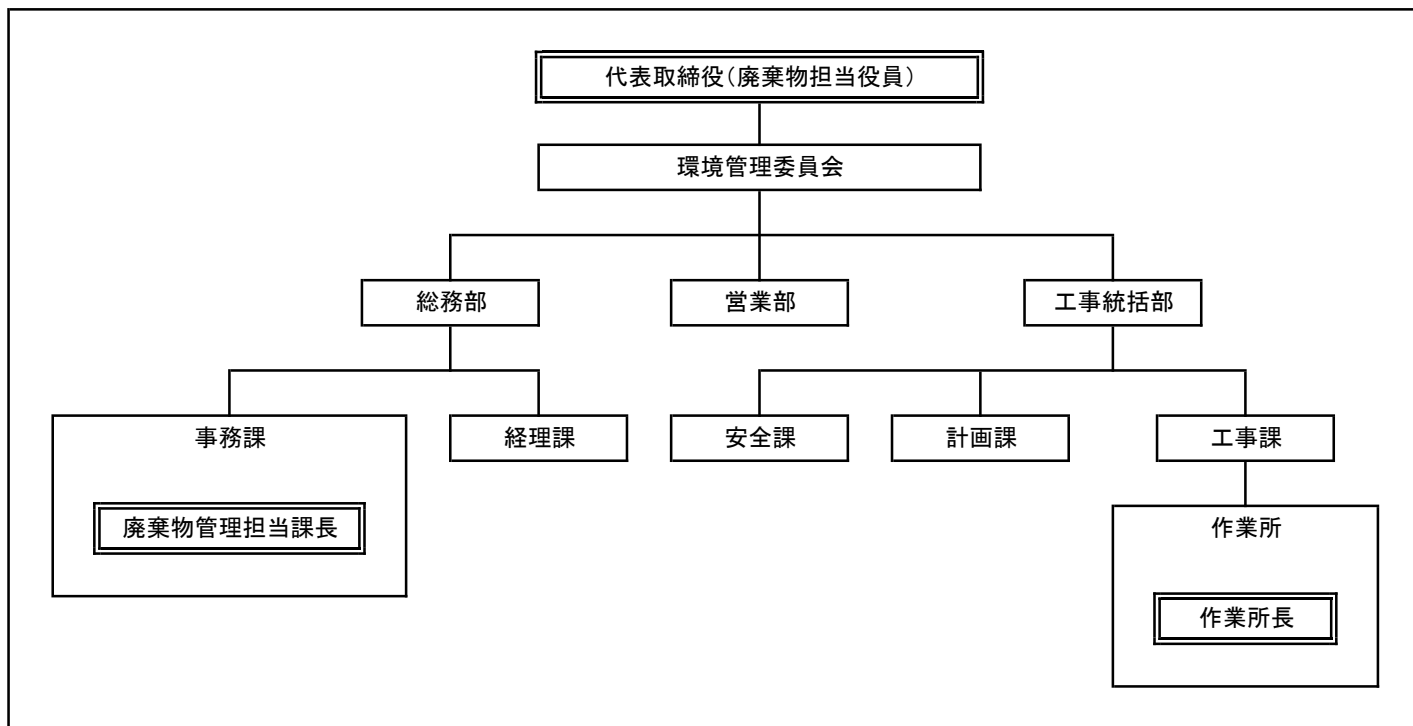 代表取締役（廃棄物担当役員）
環境管理委員会
総務部
営業部
工事統括部
事務課
経理課
安全課
計画課
工事課
廃棄物管理担当課長
作業所
作業所長